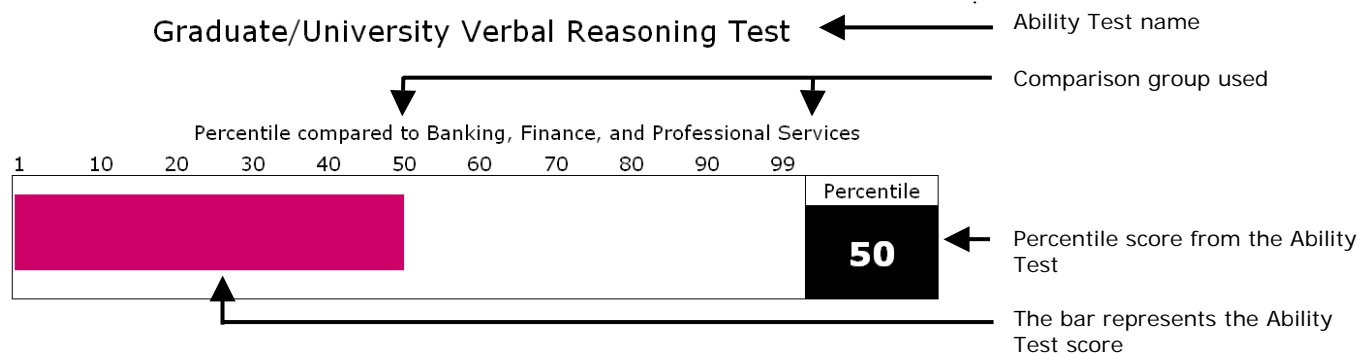 Graduate/University Verbal Reasoning Test
Ability Test name
Comparison group used
Percentile compared to Banking, Finance, and Professional Services
1 10 20 30 40 50 60 70 80 90 99
Percentile
50
Percentile score from the Ability
Test
The bar represents the Ability
Test score